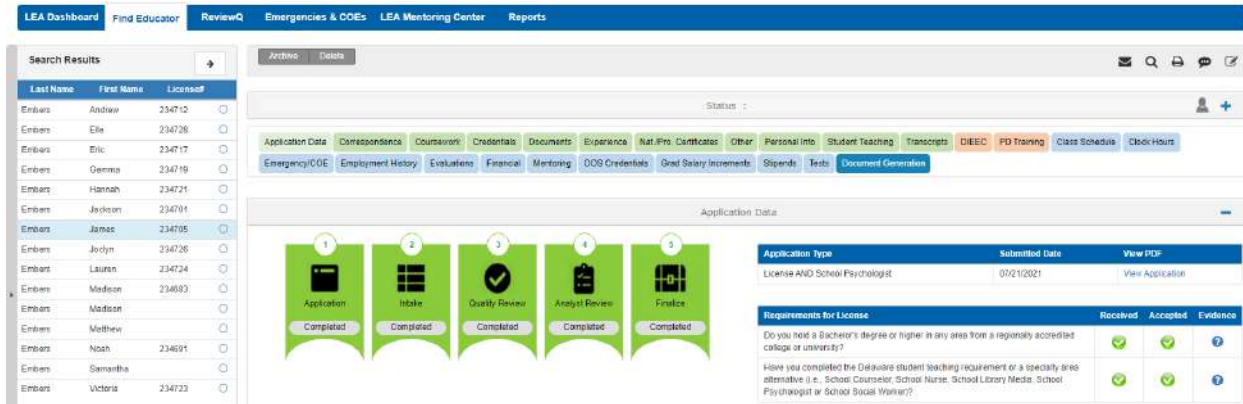 LEA Dashboard Find Educator ReviewQ Emergencies & COEs LEA Mentoring Center Reports
Search Results
Archive Delete
Last Name First Name License#
Embers Andrew 234712
Embers Elle 234728
Embers Eric 234717
Embers Gemma 234719
Embers Hannah 234721
Embers Jackson 234701
Embers James 234705
Embers Joclyn 234726
Embers Lauren 234724
Embers Madison 234683
Embers Madison
Embers Matthew
Embers Noah 234691
Embers Samantha
Embers Victoria 234723
Status :
Application Data Correspondence Coursework Credentials Documents Experience Nat./Pro. Certificates Other Personal Info Student Teaching Transcripts DIEEC PD Training Class Schedule Clock Hours
Emergency/COE Employment History Evaluations Financial Mentoring OOS Credentials Grad Salary Increments Stipends Tests Document Generation
Application Data
1 2 3 4 5
Application Intake Quality Review Analyst Review Finalize
Completed Completed Completed Completed Completed
Application Type Submitted Date View PDF
License AND School Psychologist 07/21/2021 View Application
Requirements for License Received Accepted Evidence
Do you hold a Bachelor's degree or higher in any area from a regionally accredited
college or university?
Have you completed the Delaware student teaching requirement or a specialty area
alternative (i.e., School Counselor, School Nurse, School Library Media, School
Psychologist or School Social Worker)?